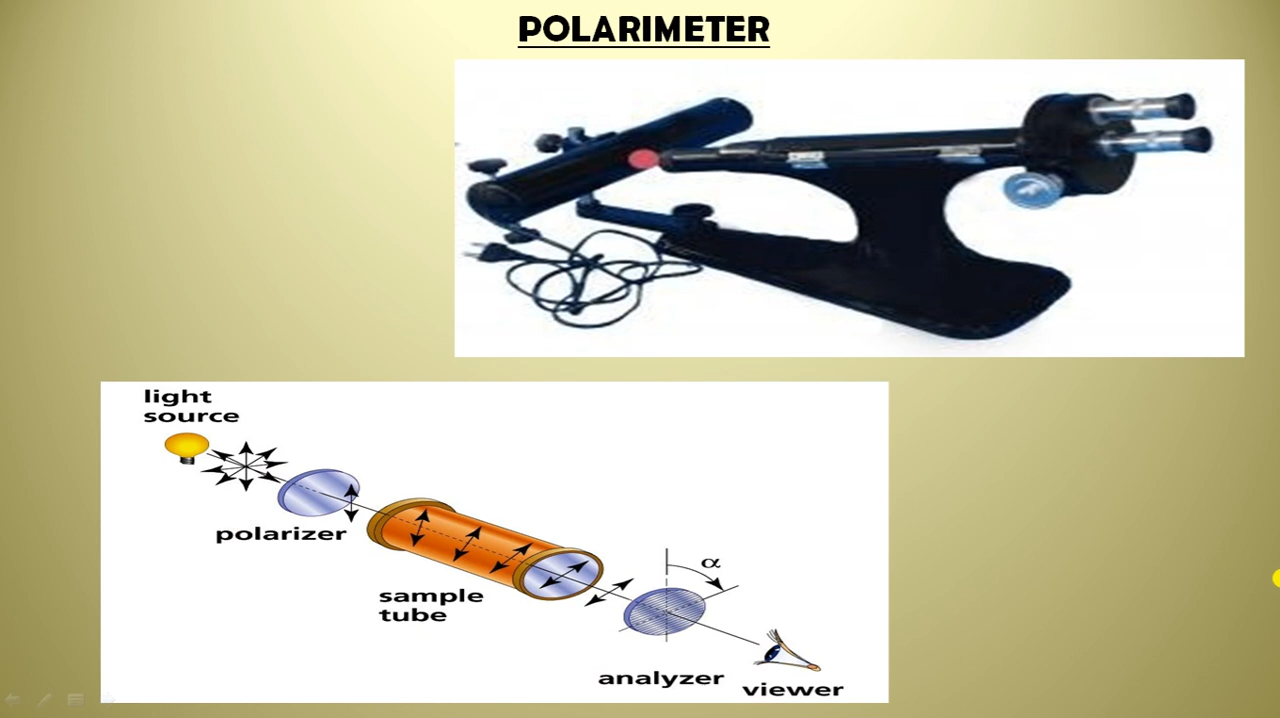 POLARIMETER
light
source
polarizer
sample
tube
α
analyzer
viewer